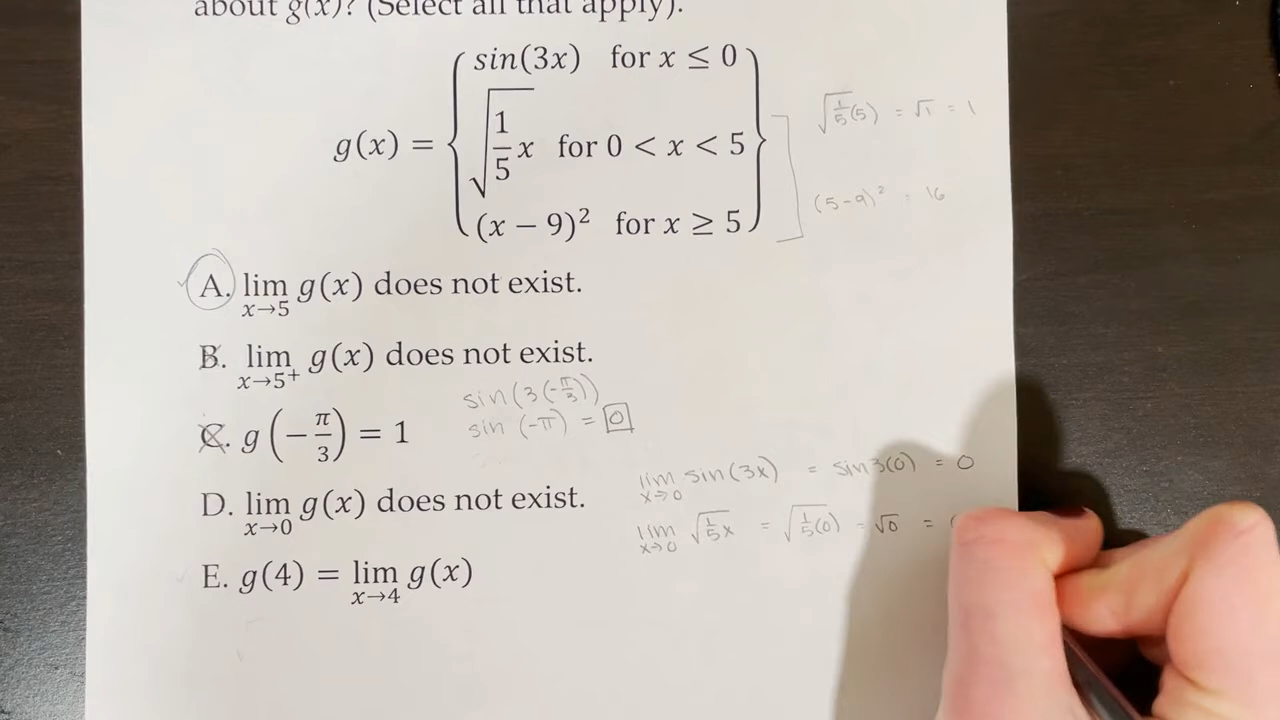 about g(x)? (Select all that apply).
sin(3x) for x ≤ 0
g(x) = √(1/5 x) for 0 < x < 5
(x − 9)² for x ≥ 5
√(1/5(5)) = √1 = 1
(5-9)² = 16
A. lim x→5 g(x) does not exist.
B. lim x→5⁺ g(x) does not exist.
sin(3(-π/3))
sin (-π) = 0
C. g(−π/3) = 1
lim x→0 sin(3x) = sin3(0) = 0
D. lim x→0 g(x) does not exist.
lim x→0 √(1/5 x) = √(1/5(0)) = √0 =
E. g(4) = lim x→4 g(x)